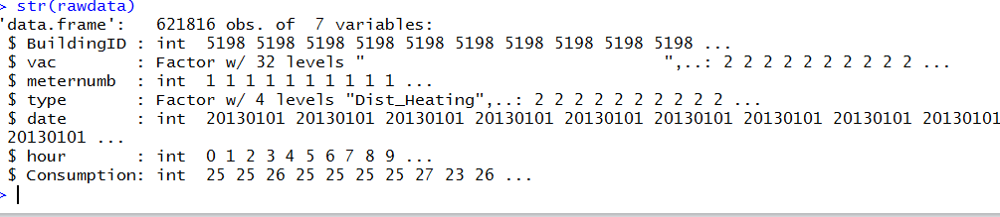 > str(rawdata)
'data.frame':   621816 obs. of  7 variables:
 $ BuildingID : int  5198 5198 5198 5198 5198 5198 5198 5198 5198 5198 ...
 $ vac        : Factor w/ 32 levels "                              ",..: 2 2 2 2 2 2 2 2 2 2 ...
 $ meternumb  : int  1 1 1 1 1 1 1 1 1 1 ...
 $ type       : Factor w/ 4 levels "Dist_Heating",..: 2 2 2 2 2 2 2 2 2 2 ...
 $ date       : int  20130101 20130101 20130101 20130101 20130101 20130101 20130101 20130101 20130101
20130101 ...
 $ hour       : int  0 1 2 3 4 5 6 7 8 9 ...
 $ Consumption: int  25 25 26 25 25 25 25 27 23 26 ...
>